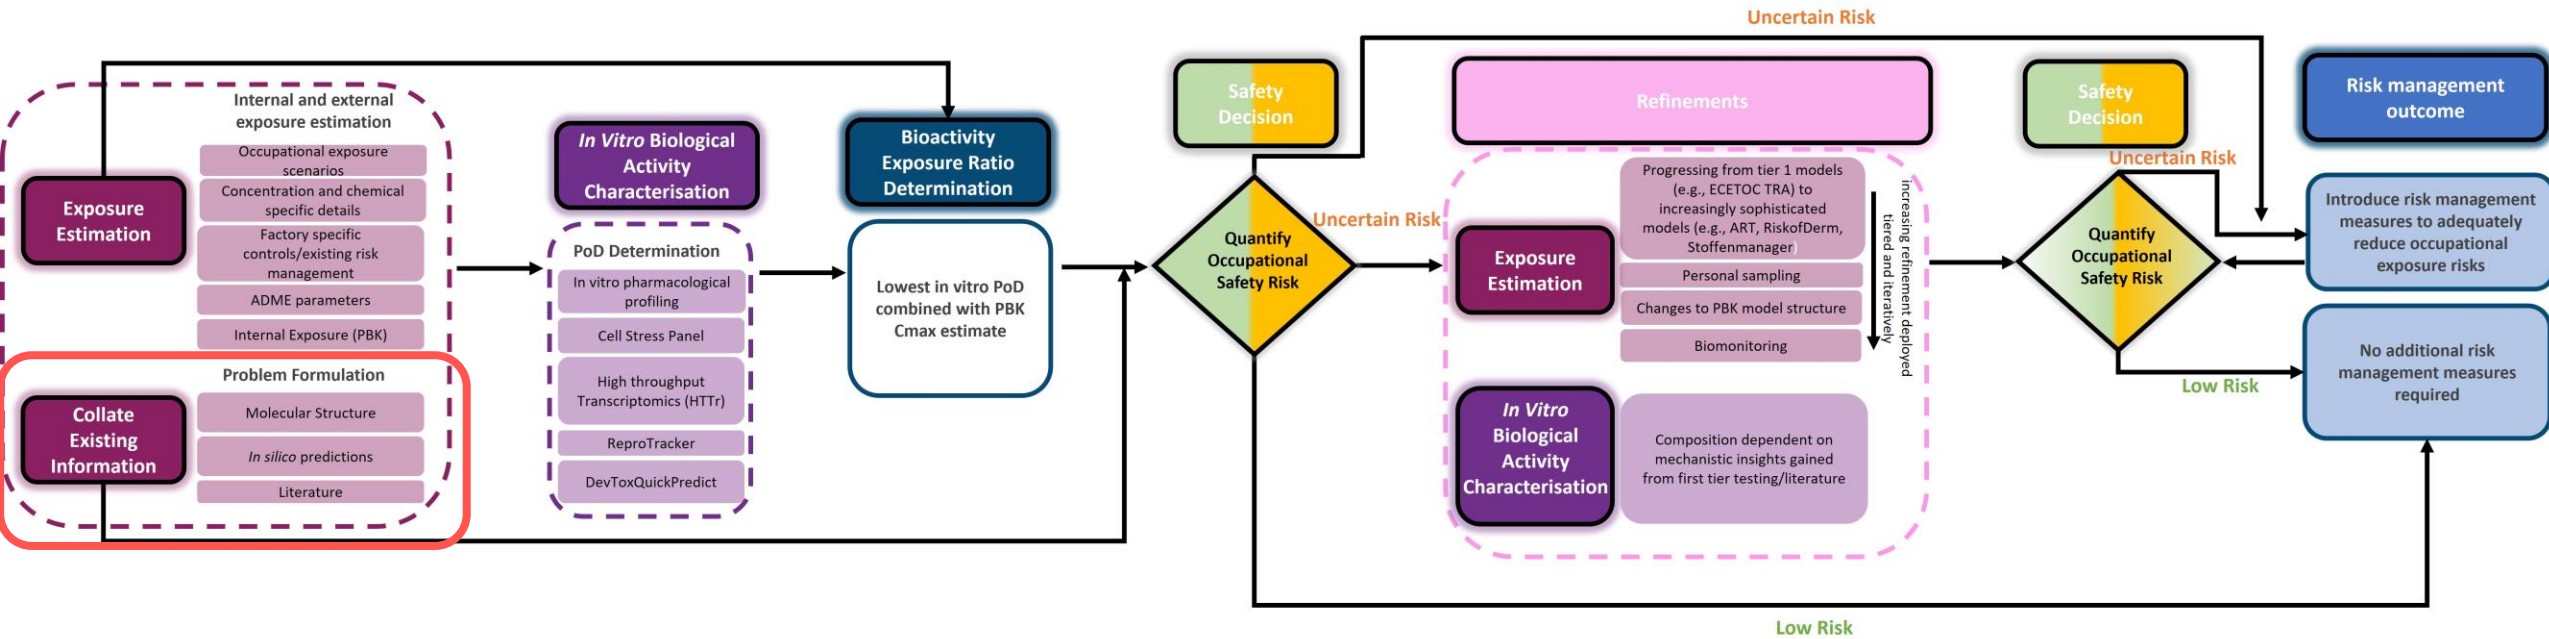 Uncertain Risk
Internal and external
exposure estimation
Exposure
Estimation
Occupational exposure
scenarios
Concentration and chemical
specific details
Factory specific
controls/existing risk
management
ADME parameters
Internal Exposure (PBK)
Problem Formulation
Collate
Existing
Information
Molecular Structure
In silico predictions
Literature
In Vitro Biological
Activity
Characterisation
PoD Determination
In vitro pharmacological
profiling
Cell Stress Panel
High throughput
Transcriptomics (HTTr)
ReproTracker
DevToxQuickPredict
Bioactivity
Exposure Ratio
Determination
Lowest in vitro PoD
combined with PBK
Cmax estimate
Safety
Decision
Quantify
Occupational
Safety Risk
Uncertain Risk
Refinements
Exposure
Estimation
Progressing from tier 1 models
(e.g., ECETOC TRA) to
increasingly sophisticated
models (e.g., ART, RiskofDerm,
Stoffenmanager)
Personal sampling
Changes to PBK model structure
Biomonitoring
increasing refinement deployed
tiered and iteratively
In Vitro
Biological
Activity
Characterisation
Composition dependent on
mechanistic insights gained
from first tier testing/literature
Safety
Decision
Uncertain Risk
Quantify
Occupational
Safety Risk
Low Risk
Risk management
outcome
Introduce risk management
measures to adequately
reduce occupational
exposure risks
No additional risk
management measures
required
Low Risk